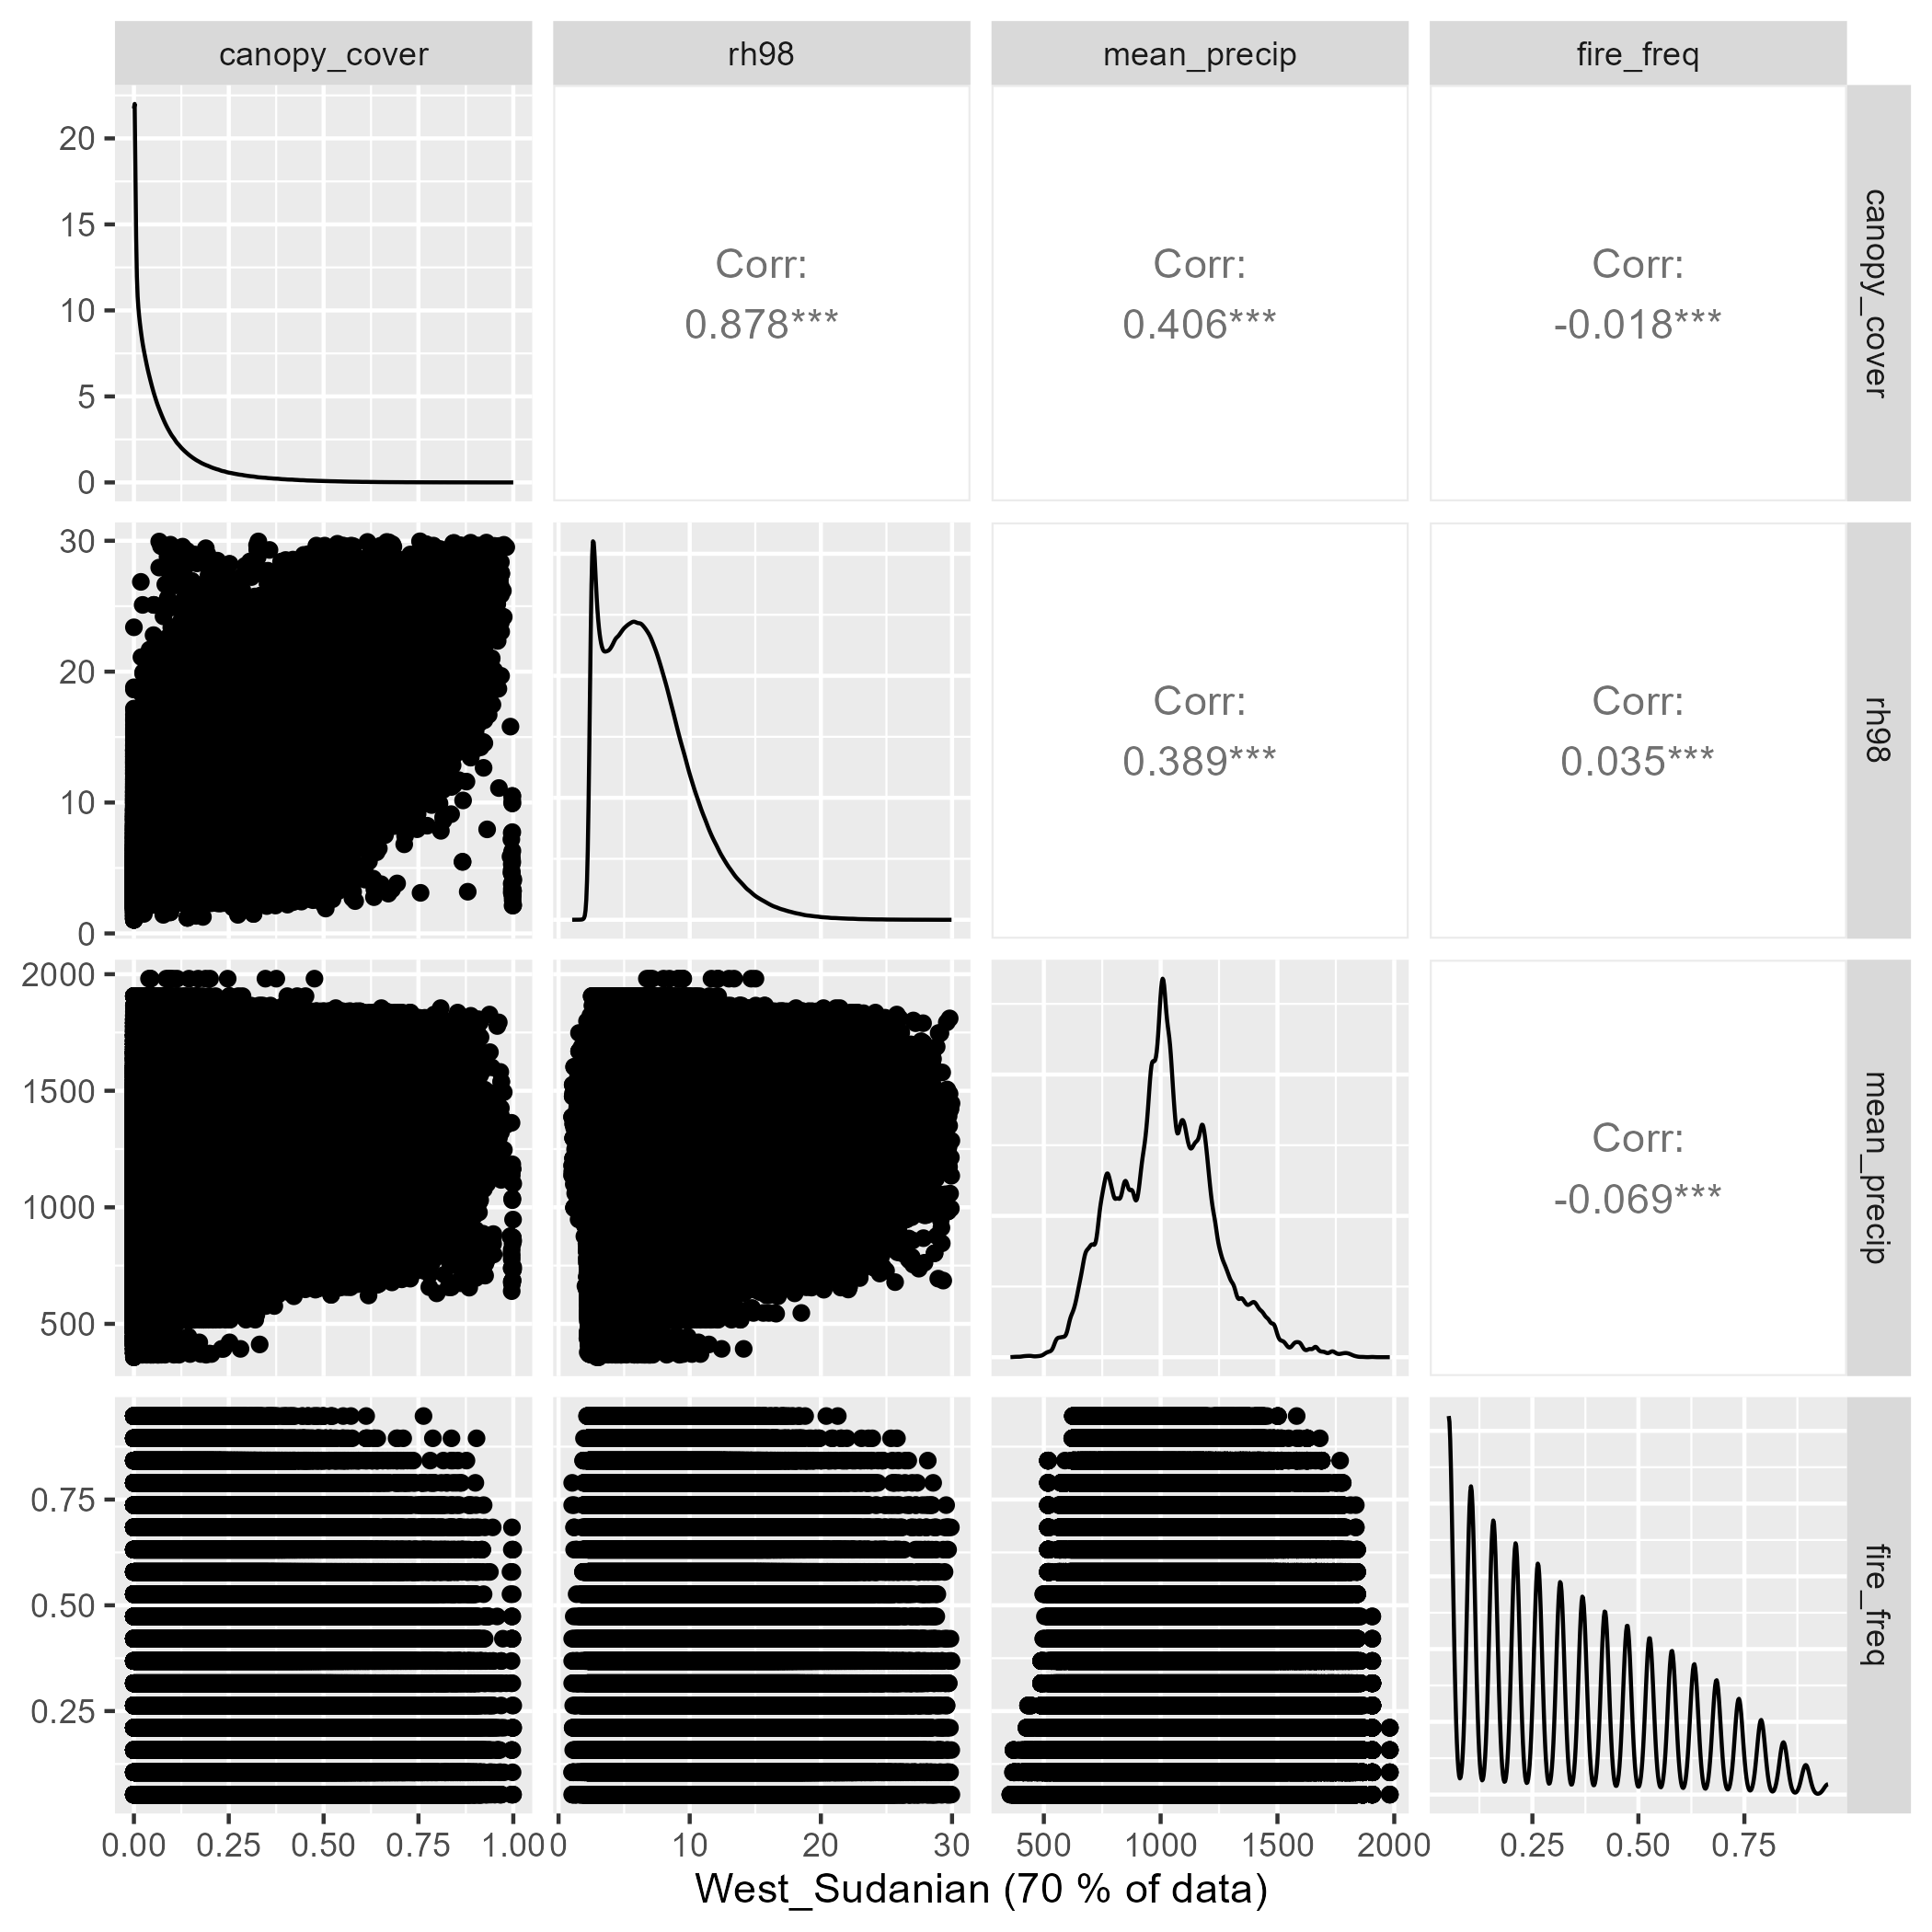 canopy_cover rh98 mean_precip fire_freq
20
15
10
5
0
Corr:
0.878***
Corr:
0.406***
Corr:
-0.018***
canopy_cover
30
20
10
0
Corr:
0.389***
Corr:
0.035***
rh98
2000
1500
1000
500
Corr:
-0.069***
mean_precip
0.75
0.50
0.25
fire_freq
0.00 0.25 0.50 0.75 1.00 0 10 20 30 500 1000 1500 2000 0.25 0.50 0.75
West_Sudanian (70 % of data)